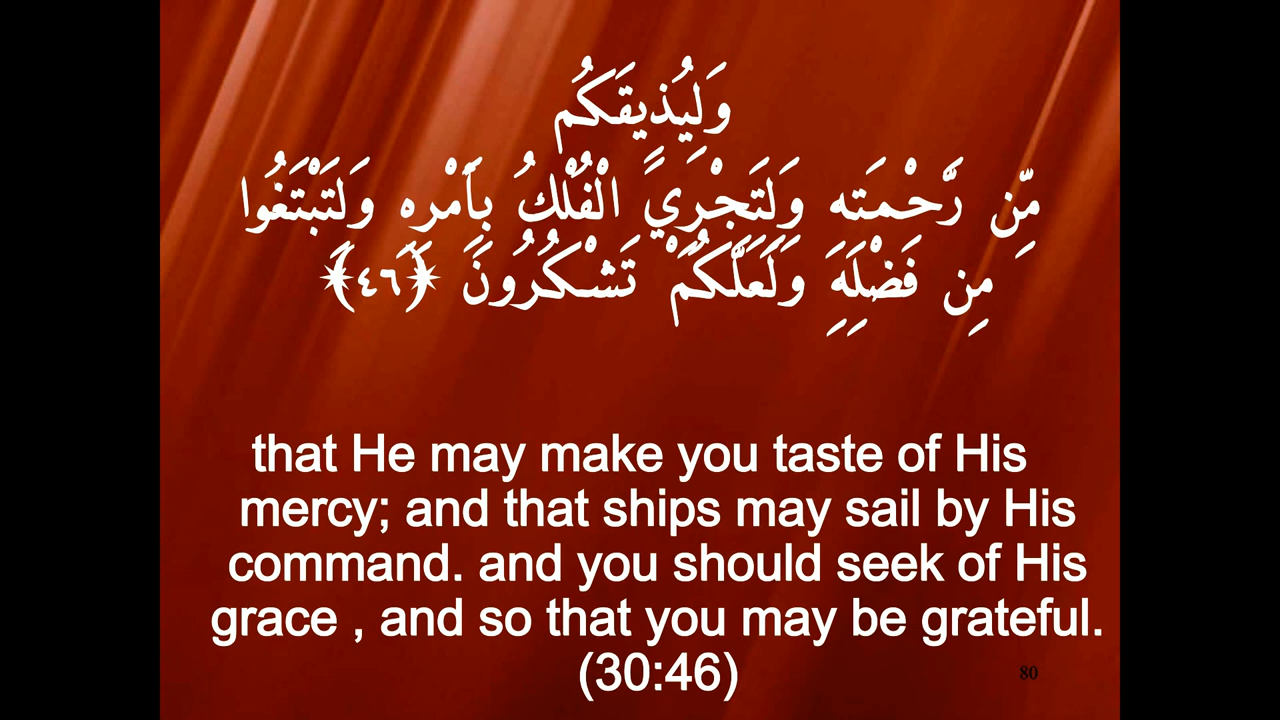 وَلِيُذِيقَكُم
مِّن رَّحْمَتِهِ وَلِتَجْرِيَ الْفُلْكُ بِأَمْرِهِ وَلِتَبْتَغُوا
مِن فَضْلِهِ وَلَعَلَّكُمْ تَشْكُرُونَ ﴿٤٦﴾
that He may make you taste of His
mercy; and that ships may sail by His
command. and you should seek of His
grace , and so that you may be grateful.
(30:46)
80